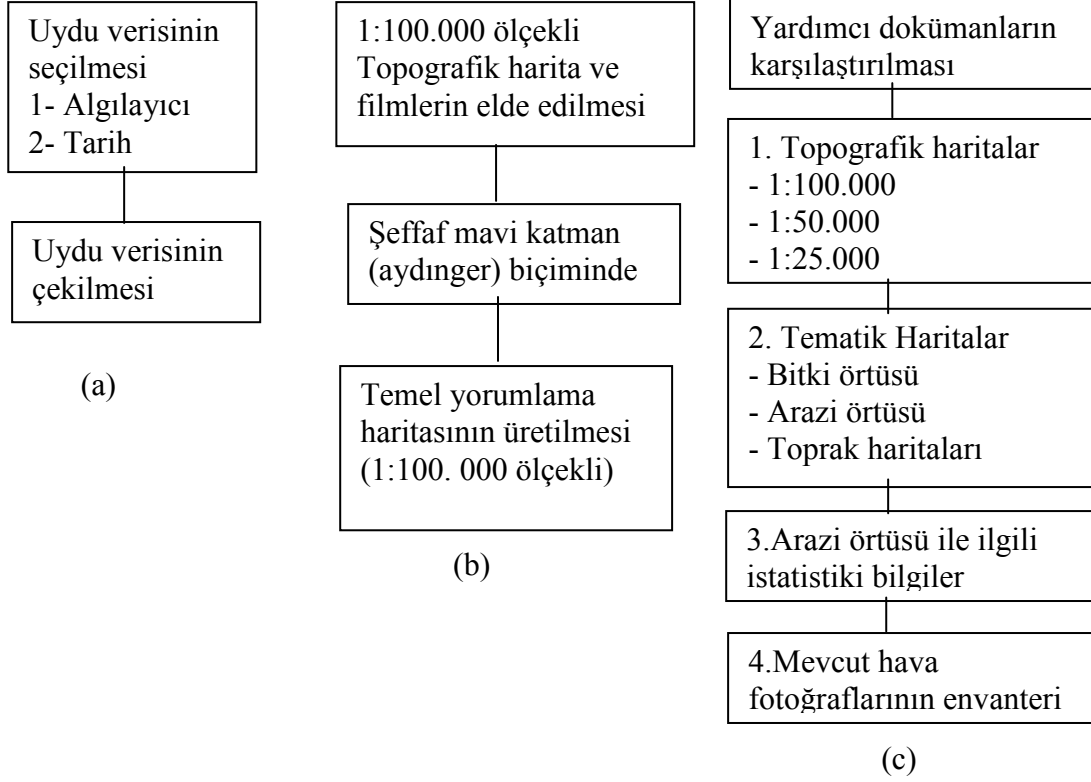 Uydu verisinin
seçilmesi
1- Algılayıcı
2- Tarih
Uydu verisinin
çekilmesi
(a)
1:100.000 ölçekli
Topografik harita ve
filmlerin elde edilmesi
Şeffaf mavi katman
(aydınger) biçiminde
Temel yorumlama
haritasının üretilmesi
(1:100. 000 ölçekli)
(b)
Yardımcı dokümanların
karşılaştırılması
1. Topografik haritalar
- 1:100.000
- 1:50.000
- 1:25.000
2. Tematik Haritalar
- Bitki örtüsü
- Arazi örtüsü
- Toprak haritaları
3.Arazi örtüsü ile ilgili
istatistiki bilgiler
4.Mevcut hava
fotoğraflarının envanteri
(c)